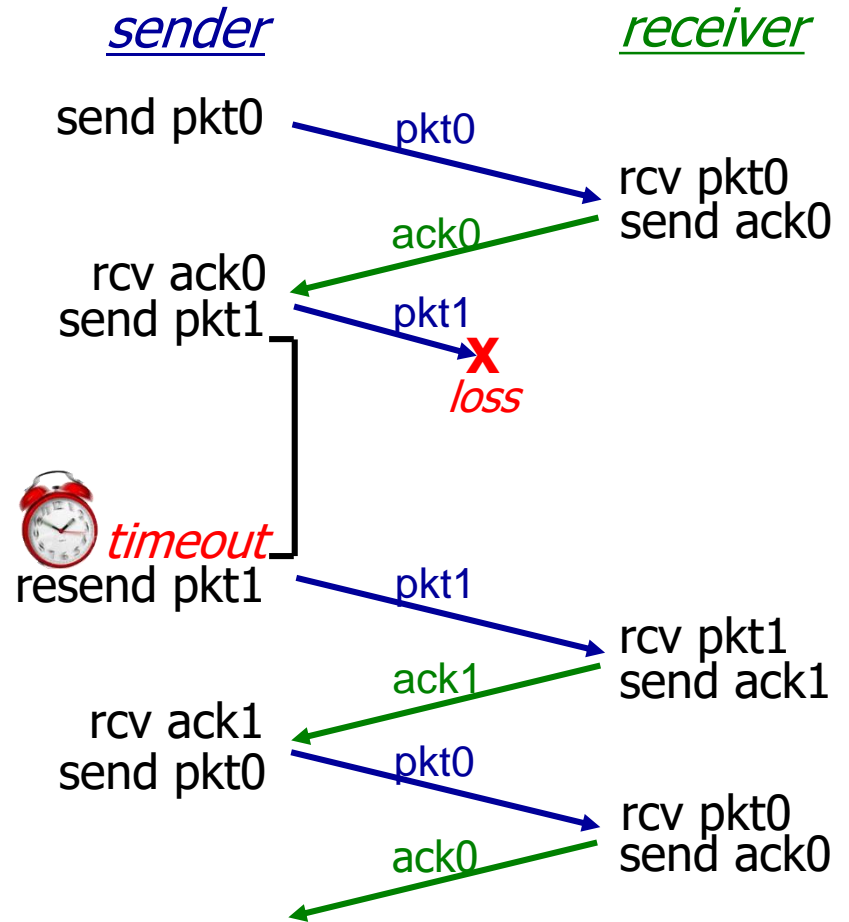 sender receiver
send pkt0
pkt0
rcv pkt0
send ack0
ack0
rcv ack0
send pkt1
pkt1
X
loss
timeout
resend pkt1
pkt1
rcv pkt1
send ack1
ack1
rcv ack1
send pkt0
pkt0
rcv pkt0
send ack0
ack0